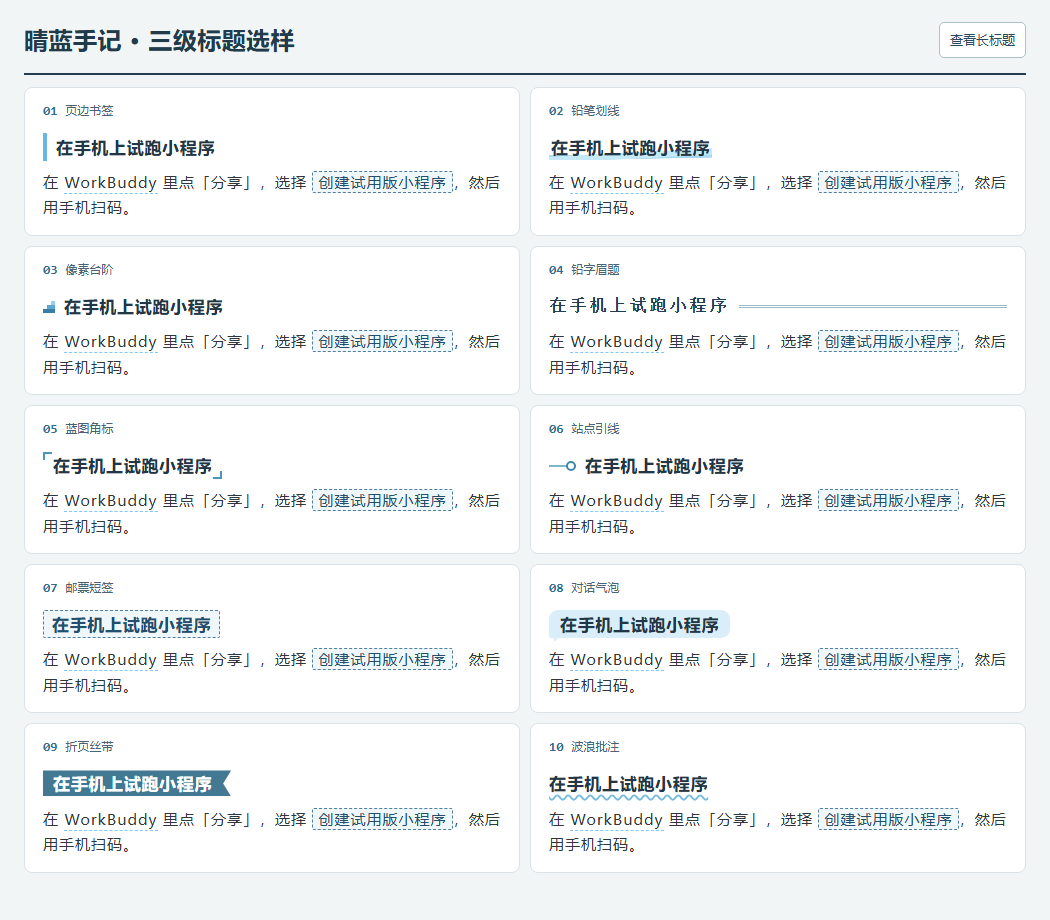 晴蓝手记 · 三级标题选样
查看长标题
01 页边书签
在手机上试跑小程序
在 WorkBuddy 里点「分享」，选择 创建试用版小程序，然后
用手机扫码。
02 铅笔划线
在手机上试跑小程序
在 WorkBuddy 里点「分享」，选择 创建试用版小程序，然后
用手机扫码。
03 像素台阶
在手机上试跑小程序
在 WorkBuddy 里点「分享」，选择 创建试用版小程序，然后
用手机扫码。
04 铅字眉题
在手机上试跑小程序
在 WorkBuddy 里点「分享」，选择 创建试用版小程序，然后
用手机扫码。
05 蓝图角标
在手机上试跑小程序
在 WorkBuddy 里点「分享」，选择 创建试用版小程序，然后
用手机扫码。
06 站点引线
在手机上试跑小程序
在 WorkBuddy 里点「分享」，选择 创建试用版小程序，然后
用手机扫码。
07 邮票短签
在手机上试跑小程序
在 WorkBuddy 里点「分享」，选择 创建试用版小程序，然后
用手机扫码。
08 对话气泡
在手机上试跑小程序
在 WorkBuddy 里点「分享」，选择 创建试用版小程序，然后
用手机扫码。
09 折页丝带
在手机上试跑小程序
在 WorkBuddy 里点「分享」，选择 创建试用版小程序，然后
用手机扫码。
10 波浪批注
在手机上试跑小程序
在 WorkBuddy 里点「分享」，选择 创建试用版小程序，然后
用手机扫码。